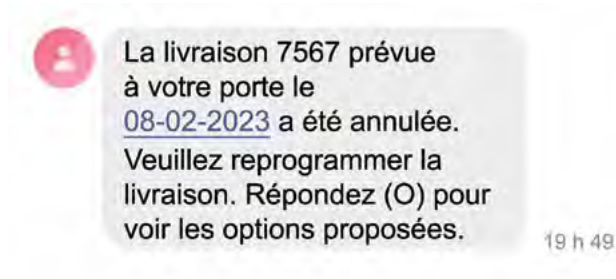 La livraison 7567 prévue
à votre porte le
08-02-2023 a été annulée.
Veuillez reprogrammer la
livraison. Répondez (O) pour
voir les options proposées.
19 h 49